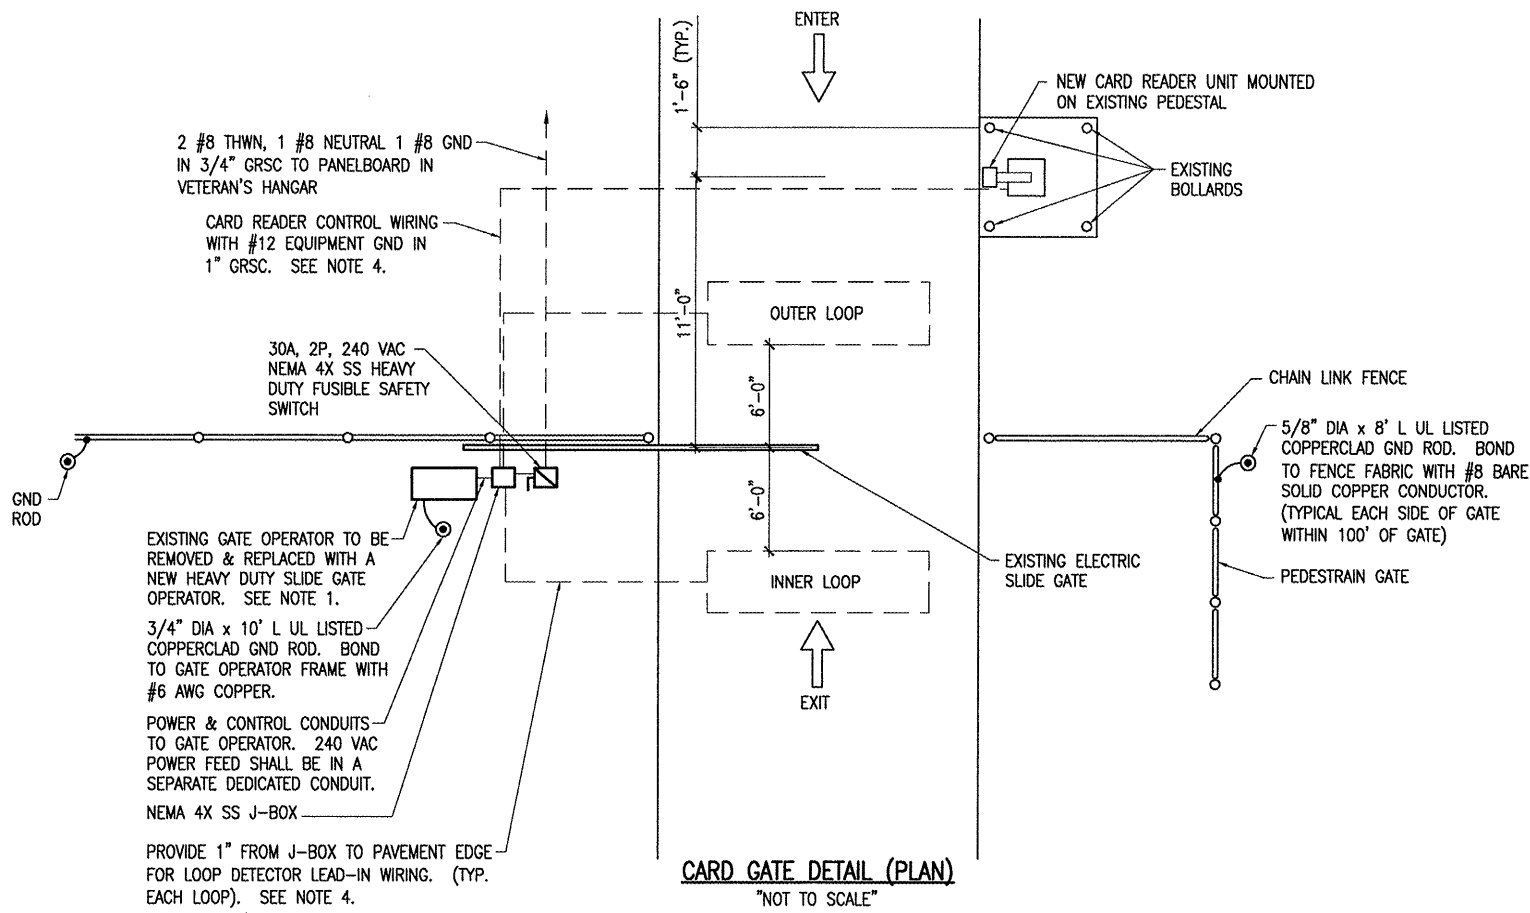 ENTER
1'-6" (TYP.)
NEW CARD READER UNIT MOUNTED
ON EXISTING PEDESTAL
2 #8 THWN, 1 #8 NEUTRAL 1 #8 GND
IN 3/4" GRSC TO PANELBOARD IN
VETERAN'S HANGAR
EXISTING
BOLLARDS
CARD READER CONTROL WIRING
WITH #12 EQUIPMENT GND IN
1" GRSC. SEE NOTE 4.
11'-0"
OUTER LOOP
30A, 2P, 240 VAC
NEMA 4X SS HEAVY
DUTY FUSIBLE SAFETY
SWITCH
6'-0"
CHAIN LINK FENCE
5/8" DIA x 8' L UL LISTED
COPPERCLAD GND ROD. BOND
TO FENCE FABRIC WITH #8 BARE
SOLID COPPER CONDUCTOR.
(TYPICAL EACH SIDE OF GATE
WITHIN 100' OF GATE)
GND
ROD
6'-0"
EXISTING GATE OPERATOR TO BE
REMOVED & REPLACED WITH A
NEW HEAVY DUTY SLIDE GATE
OPERATOR. SEE NOTE 1.
EXISTING ELECTRIC
SLIDE GATE
INNER LOOP
PEDESTRAIN GATE
3/4" DIA x 10' L UL LISTED
COPPERCLAD GND ROD. BOND
TO GATE OPERATOR FRAME WITH
#6 AWG COPPER.
EXIT
POWER & CONTROL CONDUITS
TO GATE OPERATOR. 240 VAC
POWER FEED SHALL BE IN A
SEPARATE DEDICATED CONDUIT.
NEMA 4X SS J-BOX
PROVIDE 1" FROM J-BOX TO PAVEMENT EDGE
FOR LOOP DETECTOR LEAD-IN WIRING. (TYP.
EACH LOOP). SEE NOTE 4.
CARD GATE DETAIL (PLAN)
"NOT TO SCALE"